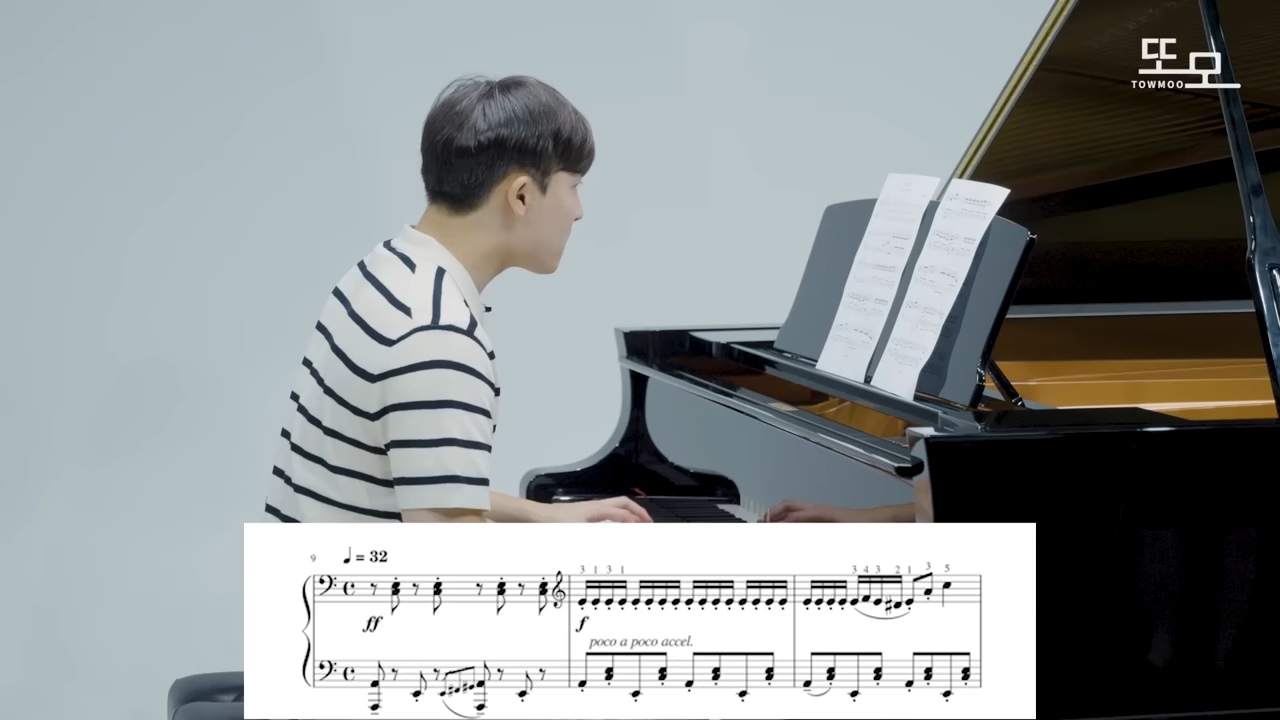 또모
TOWMOO
9 ♩ = 32
3 1 3 1 3 4 3 2 1 3 5
ff f
poco a poco accel.